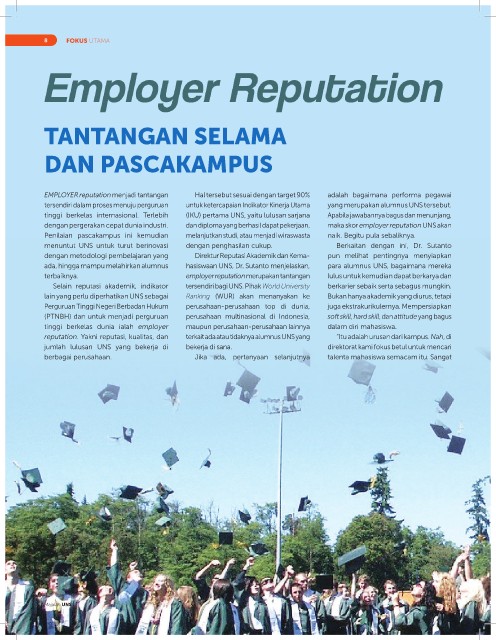 8
FOKUS UTAMA
Employer Reputation
TANTANGAN SELAMA
DAN PASCAKAMPUS
EMPLOYER reputation menjadi tantangan
tersendiri dalam proses menuju perguruan
tinggi berkelas internasional. Terlebih
dengan pergerakan cepat dunia industri.
Penilaian pascakampus ini kemudian
menuntut UNS untuk turut berinovasi
dengan metodologi pembelajaran yang
ada, hingga mampu melahirkan alumnus
terbaiknya.
Selain reputasi akademik, indikator
lain yang perlu diperhatikan UNS sebagai
Perguruan Tinggi Negeri Berbadan Hukum
(PTNBH) dan untuk menjadi perguruan
tinggi berkelas dunia ialah employer
reputation. Yakni reputasi, kualitas, dan
jumlah lulusan UNS yang bekerja di
berbagai perusahaan.
Hal tersebut sesuai dengan target 90%
untuk ketercapaian Indikator Kinerja Utama
(IKU) pertama UNS, yaitu lulusan sarjana
dan diploma yang berhasil dapat pekerjaan,
melanjutkan studi, atau menjadi wiraswasta
dengan penghasilan cukup.
Direktur Reputasi Akademik dan Kema-
hasiswaan UNS, Dr. Sutanto menjelaskan,
employer reputation merupakan tantangan
tersendiri bagi UNS. Pihak World University
Ranking (WUR) akan menanyakan ke
perusahaan-perusahaan top di dunia,
perusahaan multinasional di Indonesia,
maupun perusahaan-perusahaan lainnya
terkait ada atau tidaknya alumnus UNS yang
bekerja di sana.
Jika ada, pertanyaan selanjutnya
adalah bagaimana performa pegawai
yang merupakan alumnus UNS tersebut.
Apabila jawabannya bagus dan menunjang,
maka skor employer reputation UNS akan
naik. Begitu pula sebaliknya.
Berkaitan dengan ini, Dr. Sutanto
pun melihat pentingnya menyiapkan
para alumnus UNS, bagaimana mereka
lulus untuk kemudian dapat berkarya dan
berkarier sebaik serta sebagus mungkin.
Bukan hanya akademik yang diurus, tetapi
juga ekstrakurikulernya. Mempersiapkan
soft skill, hard skill, dan attitude yang bagus
dalam diri mahasiswa.
"Itu adalah urusan dari kampus. Nah, di
direktorat kami fokus betul untuk mencari
talenta mahasiswa semacam itu. Sangat
UNS